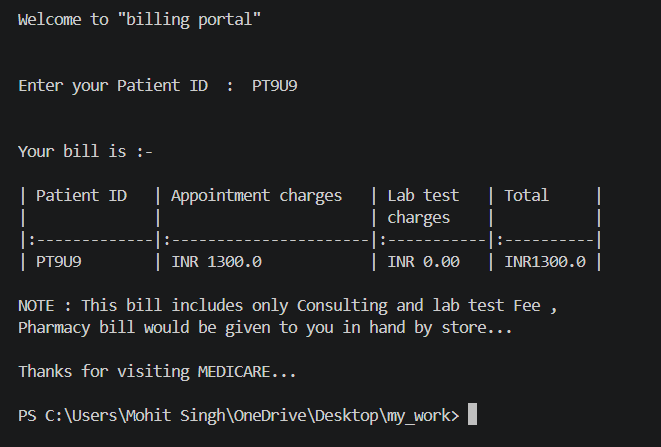 Welcome to "billing portal"
Enter your Patient ID  :  PT9U9
Your bill is :-
| Patient ID   | Appointment charges   | Lab test   | Total     |
|              |                       | charges    |           |
|:-------------|:----------------------|:-----------|:----------|
| PT9U9        | INR 1300.0            | INR 0.00   | INR1300.0 |
NOTE : This bill includes only Consulting and lab test Fee ,
Pharmacy bill would be given to you in hand by store...
Thanks for visiting MEDICARE...
PS C:\Users\Mohit Singh\OneDrive\Desktop\my_work>